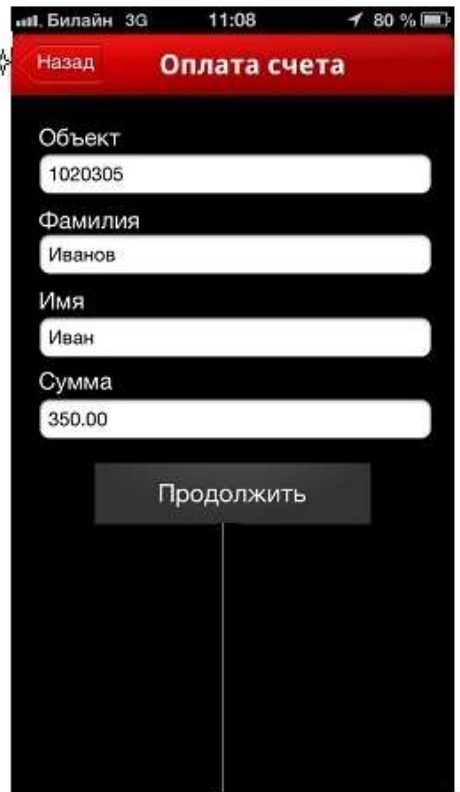 Билайн 3G 11:08 80 %
Назад Оплата счета
Объект
1020305
Фамилия
Иванов
Имя
Иван
Сумма
350.00
Продолжить